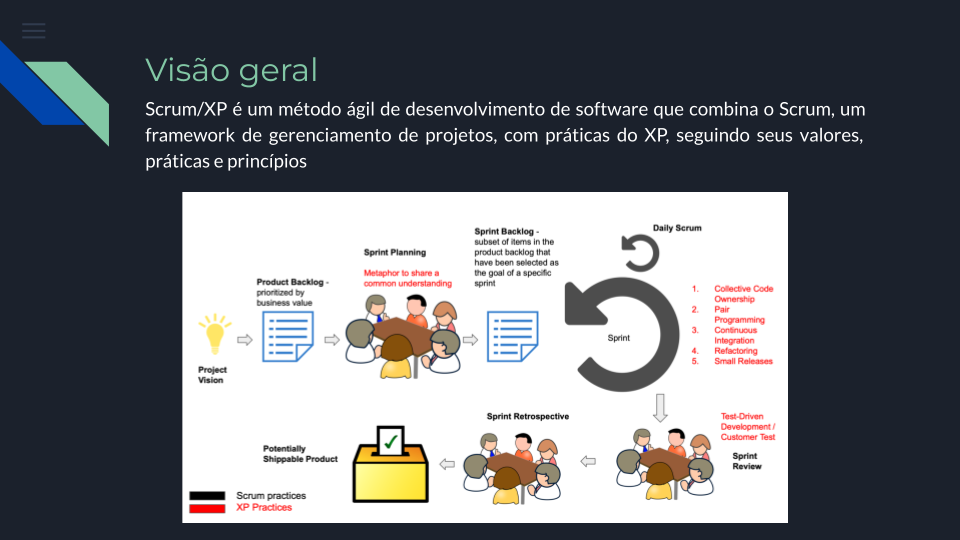 Visão geral
Scrum/XP é um método ágil de desenvolvimento de software que combina o Scrum, um
framework de gerenciamento de projetos, com práticas do XP, seguindo seus valores,
práticas e princípios
Project
Vision
Product Backlog -
prioritized by
business value
Sprint Planning
Metaphor to share a
common understanding
Sprint Backlog -
subset of items in the
product backlog that
have been selected as
the goal of a specific
sprint
Daily Scrum
Sprint
1. Collective Code
Ownership
2. Pair
Programming
3. Continuous
Integration
4. Refactoring
5. Small Releases
Test-Driven
Development /
Customer Test
Sprint
Review
Sprint Retrospective
Potentially
Shippable Product
Scrum practices
XP Practices